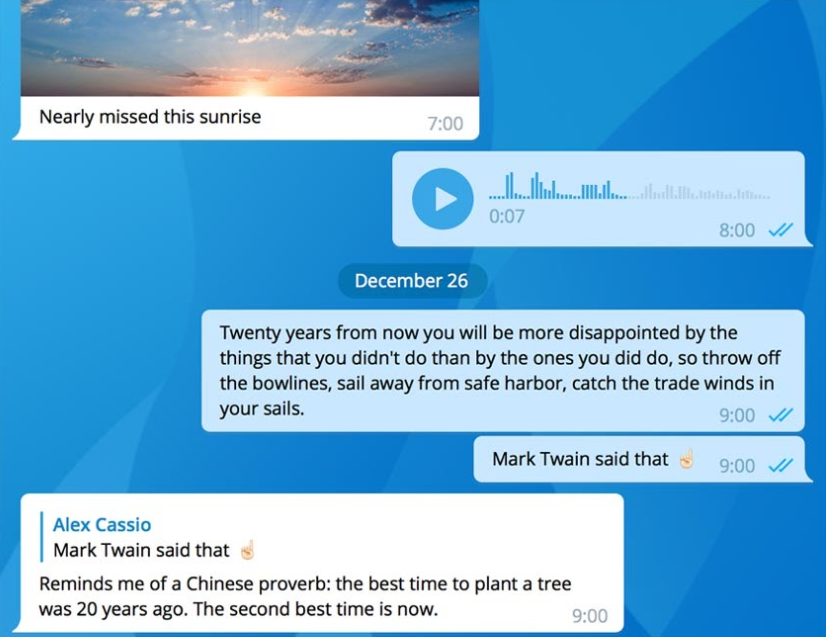 Nearly missed this sunrise
7:00
0:07
8:00
December 26
Twenty years from now you will be more disappointed by the
things that you didn't do than by the ones you did do, so throw off
the bowlines, sail away from safe harbor, catch the trade winds in
your sails.
9:00
Mark Twain said that ☝🏻
9:00
Alex Cassio
Mark Twain said that ☝🏻
Reminds me of a Chinese proverb: the best time to plant a tree
was 20 years ago. The second best time is now.
9:00